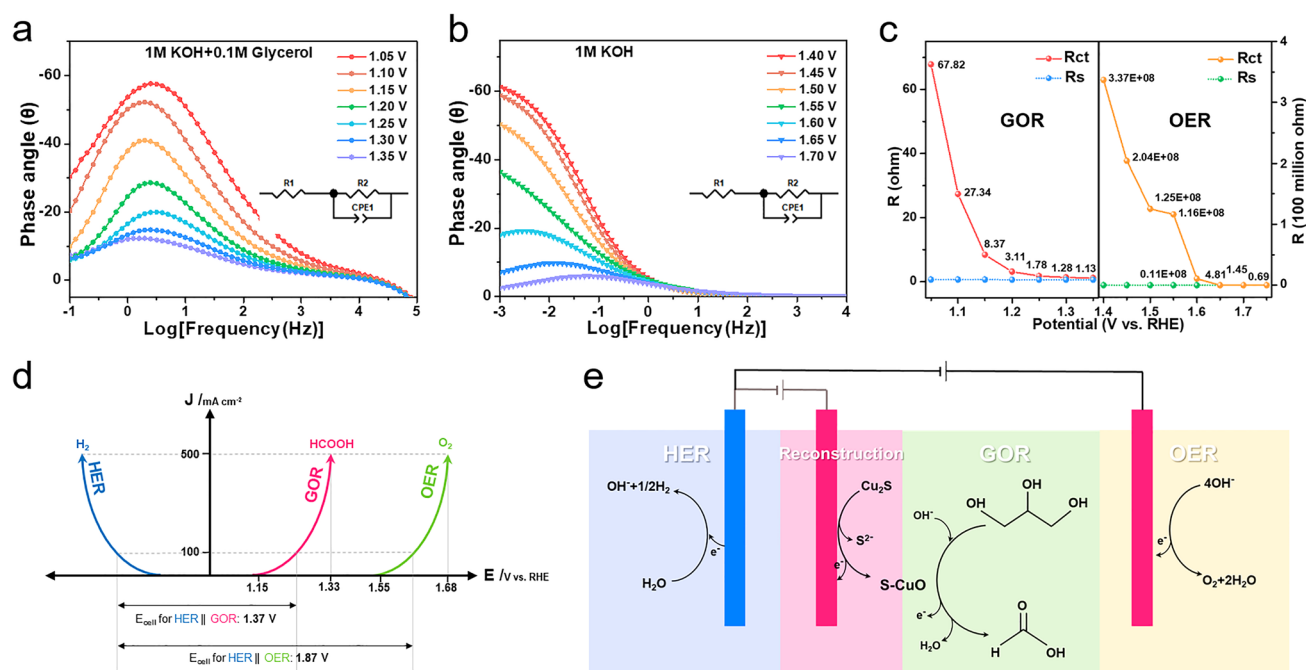 a
1M KOH+0.1M Glycerol
1.05 V
1.10 V
1.15 V
1.20 V
1.25 V
1.30 V
1.35 V
R1
R2
CPE1
Phase angle (θ)
-60
-40
-20
0
-1
0
1
2
3
4
5
Log[Frequency (Hz)]
b
1M KOH
1.40 V
1.45 V
1.50 V
1.55 V
1.60 V
1.65 V
1.70 V
R1
R2
CPE1
Phase angle (θ)
-60
-40
-20
0
-3
-2
-1
0
1
2
3
4
Log[Frequency (Hz)]
c
Rct
Rs
GOR
67.82
27.34
8.37
3.11
1.78
1.28
1.13
R (ohm)
60
40
20
0
1.1
1.2
1.3
Rct
Rs
OER
3.37E+08
2.04E+08
1.25E+08
1.16E+08
0.11E+08
4.81
1.45
0.69
1.4
1.5
1.6
1.7
4
3
2
1
0
R (100 million ohm)
Potential (V vs. RHE)
d
J /mA cm-2
H2
HCOOH
O2
500
HER
GOR
OER
100
E /V vs. RHE
1.15
1.33
1.55
1.68
Ecell for HER || GOR: 1.37 V
Ecell for HER || OER: 1.87 V
e
HER
Reconstruction
GOR
OER
OH-+1/2H2
e-
H2O
Cu2S
S2-
e-
S-CuO
OH-
OH
OH
OH
e-
H2O
O
H
OH
4OH-
e-
O2+2H2O